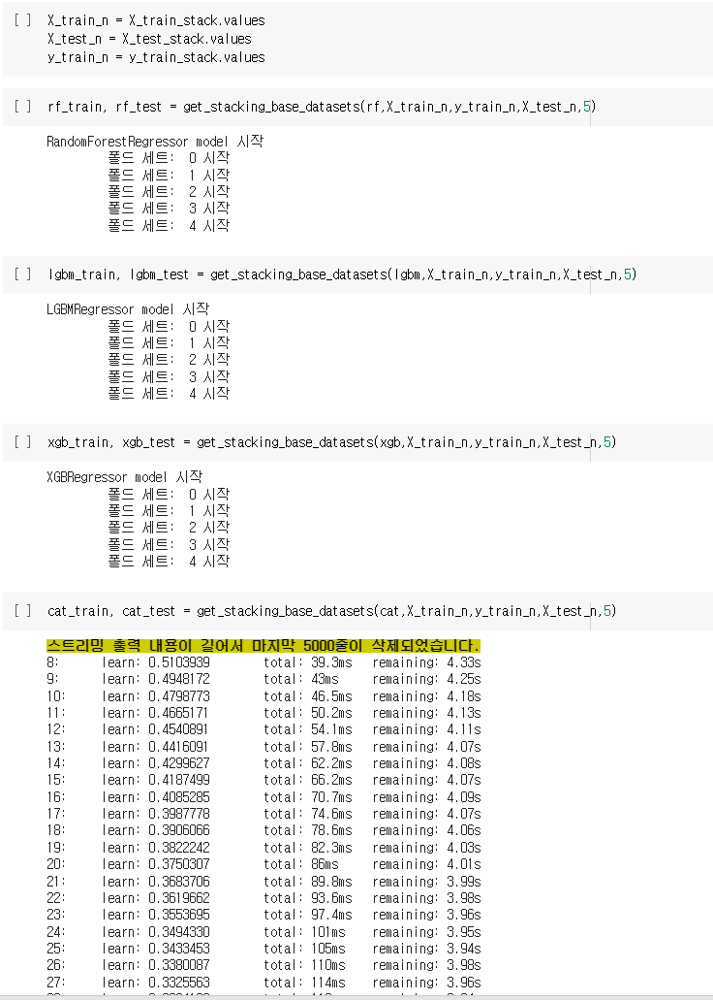 [ ] X_train_n = X_train_stack.values
X_test_n = X_test_stack.values
y_train_n = y_train_stack.values
[ ] rf_train, rf_test = get_stacking_base_datasets(rf,X_train_n,y_train_n,X_test_n,5)
RandomForestRegressor model 시작
폴드 세트: 0 시작
폴드 세트: 1 시작
폴드 세트: 2 시작
폴드 세트: 3 시작
폴드 세트: 4 시작
[ ] lgbm_train, lgbm_test = get_stacking_base_datasets(lgbm,X_train_n,y_train_n,X_test_n,5)
LGBMRegressor model 시작
폴드 세트: 0 시작
폴드 세트: 1 시작
폴드 세트: 2 시작
폴드 세트: 3 시작
폴드 세트: 4 시작
[ ] xgb_train, xgb_test = get_stacking_base_datasets(xgb,X_train_n,y_train_n,X_test_n,5)
XGBRegressor model 시작
폴드 세트: 0 시작
폴드 세트: 1 시작
폴드 세트: 2 시작
폴드 세트: 3 시작
폴드 세트: 4 시작
[ ] cat_train, cat_test = get_stacking_base_datasets(cat,X_train_n,y_train_n,X_test_n,5)
스트리밍 출력 내용이 길어서 마지막 5000줄이 삭제되었습니다.
8: learn: 0.5103939 total: 39.3ms remaining: 4.33s
9: learn: 0.4948172 total: 43ms remaining: 4.25s
10: learn: 0.4798773 total: 46.5ms remaining: 4.18s
11: learn: 0.4665171 total: 50.2ms remaining: 4.13s
12: learn: 0.4540891 total: 54.1ms remaining: 4.11s
13: learn: 0.4416091 total: 57.8ms remaining: 4.07s
14: learn: 0.4299627 total: 62.2ms remaining: 4.08s
15: learn: 0.4187499 total: 66.2ms remaining: 4.07s
16: learn: 0.4085285 total: 70.7ms remaining: 4.09s
17: learn: 0.3987778 total: 74.6ms remaining: 4.07s
18: learn: 0.3906066 total: 78.6ms remaining: 4.06s
19: learn: 0.3822242 total: 82.3ms remaining: 4.03s
20: learn: 0.3750307 total: 86ms remaining: 4.01s
21: learn: 0.3683706 total: 89.8ms remaining: 3.99s
22: learn: 0.3619662 total: 93.6ms remaining: 3.98s
23: learn: 0.3553695 total: 97.4ms remaining: 3.96s
24: learn: 0.3494330 total: 101ms remaining: 3.95s
25: learn: 0.3433453 total: 105ms remaining: 3.94s
26: learn: 0.3380087 total: 110ms remaining: 3.98s
27: learn: 0.3325563 total: 114ms remaining: 3.96s